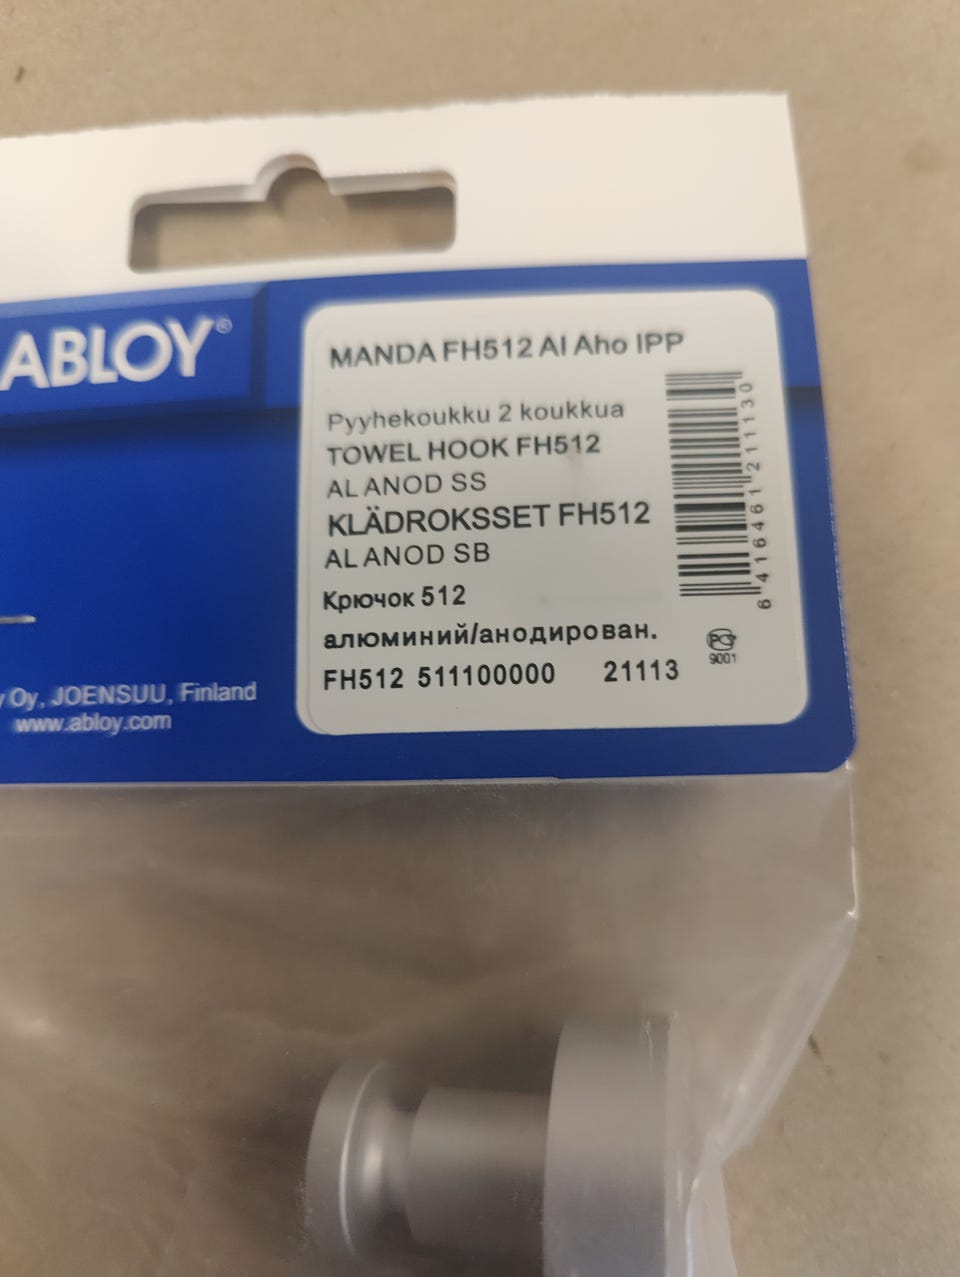 ABLOY®
MANDA FH512 Al Aho IPP
Pyyhekoukku 2 koukkua
TOWEL HOOK FH512
AL ANOD SS
KLÄDROKSSET FH512
AL ANOD SB
Крючок 512
алюминий/анодирован.
FH512 511100000 21113
6 416461 211130
РС
9001
Oy, JOENSUU, Finland
www.abloy.com